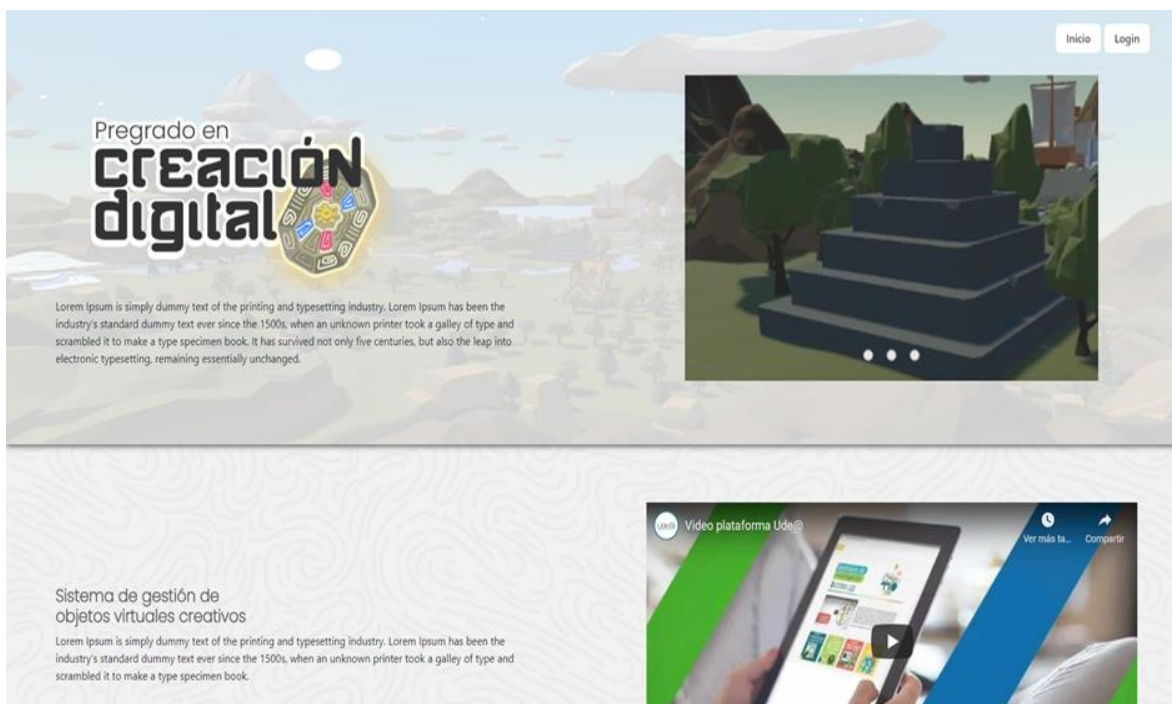 Inicio
Login
Pregrado en
creación
digital
Lorem Ipsum is simply dummy text of the printing and typesetting industry. Lorem Ipsum has been the
industry's standard dummy text ever since the 1500s, when an unknown printer took a galley of type and
scrambled it to make a type specimen book. It has survived not only five centuries, but also the leap into
electronic typesetting, remaining essentially unchanged.
Video plataforma Ude@
Ver más ta...
Compartir
Sistema de gestión de
objetos virtuales creativos
Lorem Ipsum is simply dummy text of the printing and typesetting industry. Lorem Ipsum has been the
industry's standard dummy text ever since the 1500s, when an unknown printer took a galley of type and
scrambled it to make a type specimen book.